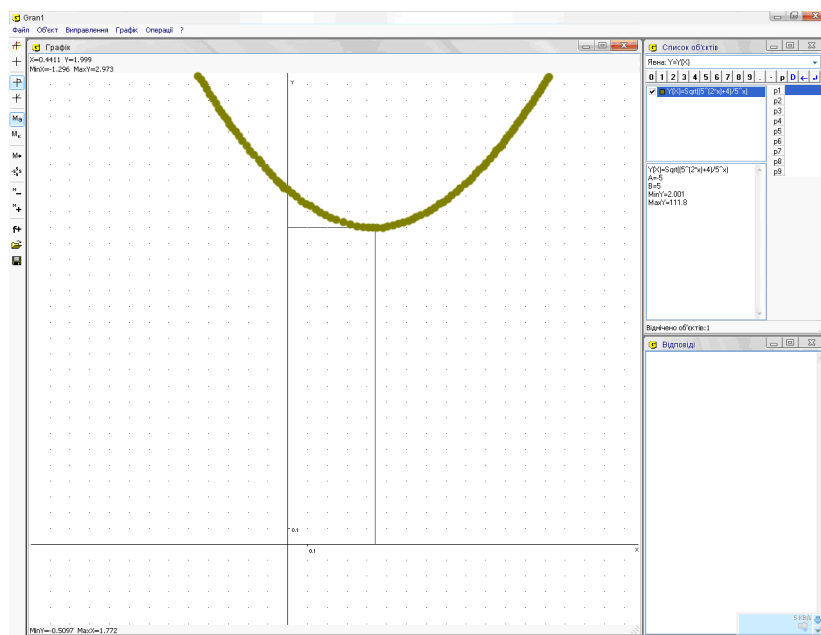 Gran1
Файл Об'єкт Виправлення Графік Операції ?
Графік
X=0.4411 Y=1.999
MinX=-1.296 MaxY=2.973
Y
0.1
0.1
X
MinY=-0.5097 MaxX=1.772
Список об'єктів
Явна: Y=Y(X)
0 1 2 3 4 5 6 7 8 9 . - p D
Y(X)=Sqrt((5^(2*x)+4)/5^x)
p1
p2
p3
p4
p5
p6
p7
p8
p9
Y(X)=Sqrt((5^(2*x)+4)/5^x)
A=-5
B=5
MinY=2.001
MaxY=111.8
Відмічено об'єктів:1
Відповіді